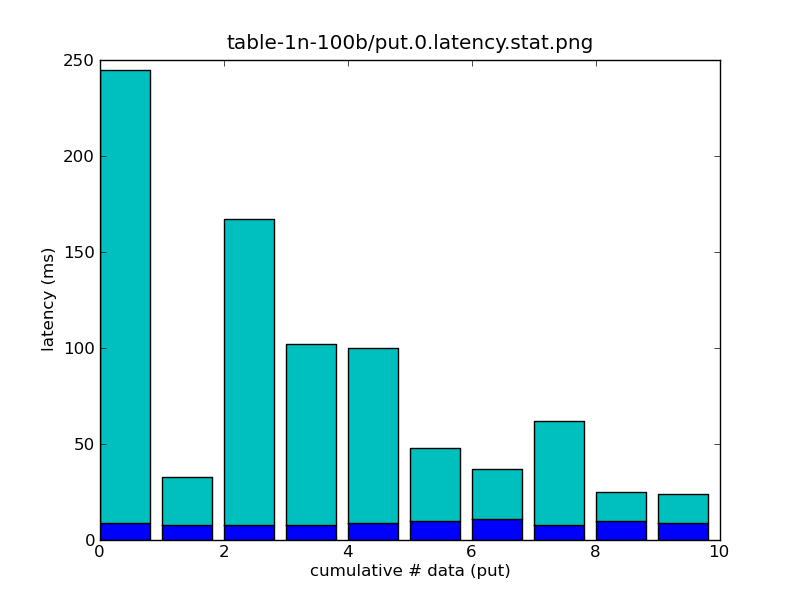 table-1n-100b/put.0.latency.stat.png
250
200
150
100
50
0
latency (ms)
0 2 4 6 8 10
cumulative # data (put)